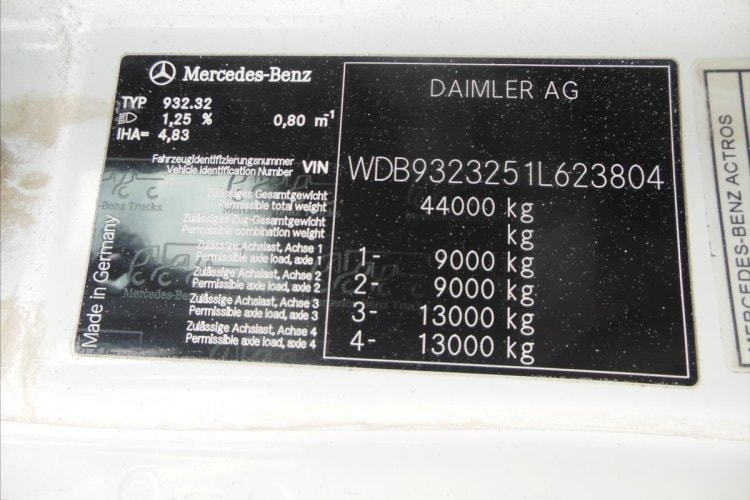 Mercedes-Benz
TYP 932.32
1,25 % 0,80 m⁻¹
IHA= 4,83
DAIMLER AG
Fahrzeugidentifizierungsnummer
Vehicle Identification Number VIN WDB9323251L623804
Zulässiges Gesamtgewicht
Permissible total weight 44000 kg
Zulässiges Zug-Gesamtgewicht
Permissible combination weight kg
Zulässige Achslast, Achse 1
Permissible axle load, axle 1 1- 9000 kg
Zulässige Achslast, Achse 2
Permissible axle load, axle 2 2- 9000 kg
Zulässige Achslast, Achse 3
Permissible axle load, axle 3 3- 13000 kg
Zulässige Achslast, Achse 4
Permissible axle load, axle 4 4- 13000 kg
Made in Germany
Mercedes-Benz
MERCEDES-BENZ ACTROS